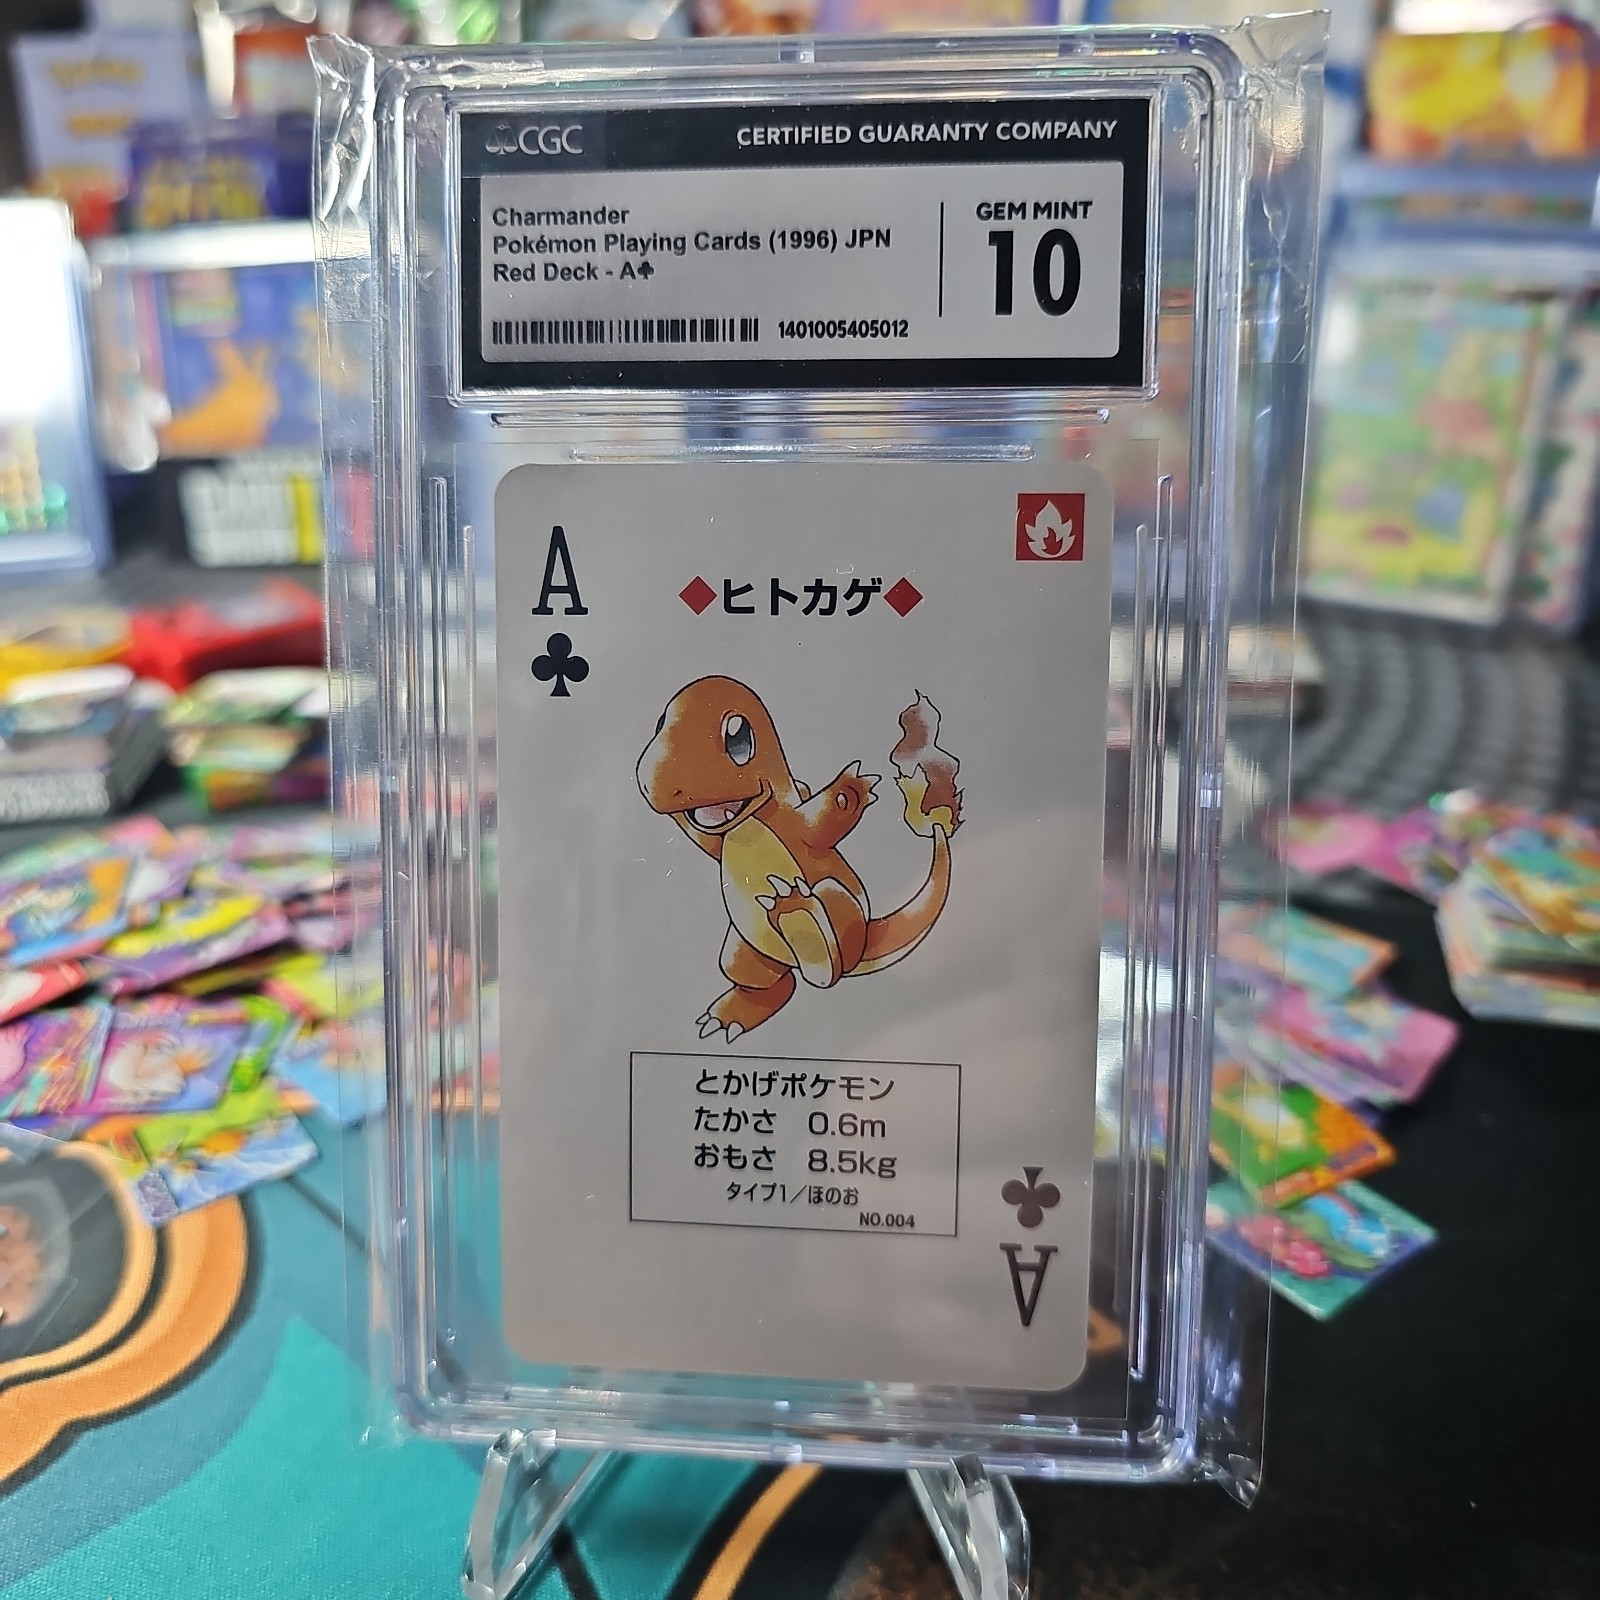 CGC CERTIFIED GUARANTY COMPANY
Charmander
Pokémon Playing Cards (1996) JPN
Red Deck - A♣
GEM MINT
10
1401005405012
A
♣
◆ヒトカゲ◆
とかげポケモン
たかさ 0.6m
おもさ 8.5kg
タイプ1／ほのお
NO.004
♣
A